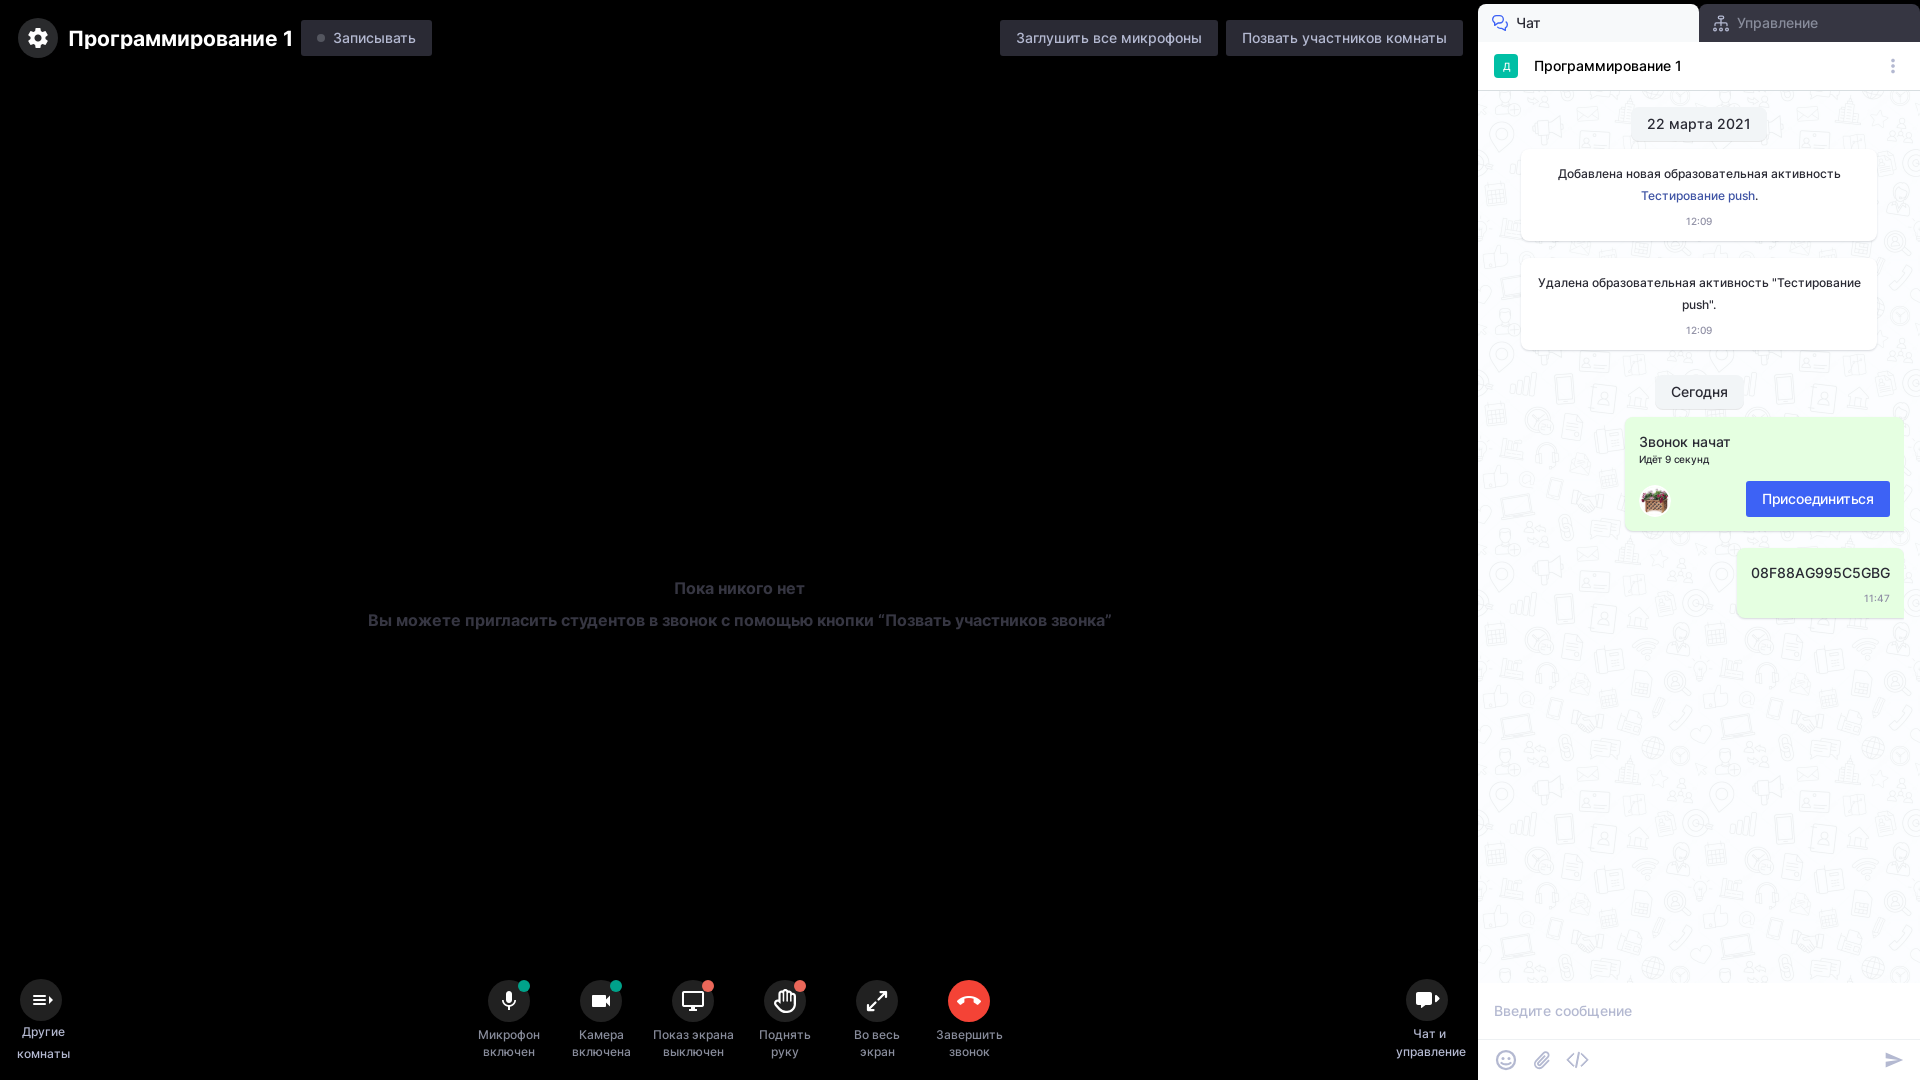 Программирование 1
Записывать
Заглушить все микрофоны
Позвать участников комнаты
Пока никого нет
Вы можете пригласить студентов в звонок с помощью кнопки “Позвать участников звонка”
Другие
комнаты
Микрофон
включен
Камера
включена
Показ экрана
выключен
Поднять
руку
Во весь
экран
Завершить
звонок
Чат и
управление
Чат
Управление
Д
Программирование 1
22 марта 2021
Добавлена новая образовательная активность
Тестирование push.
12:09
Удалена образовательная активность "Тестирование
push".
12:09
Сегодня
Звонок начат
Идёт 9 секунд
Присоединиться
08F88AG995C5GBG
11:47
Введите сообщение